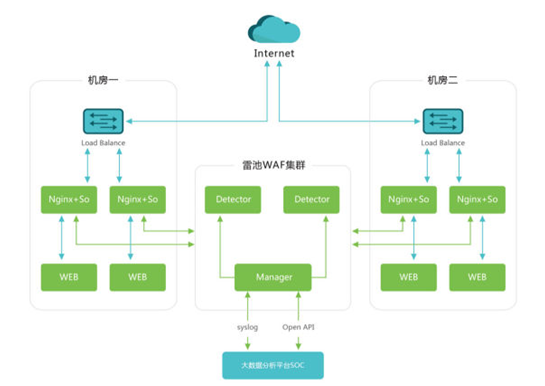 Internet
机房一
机房二
Load Balance
Load Balance
雷池WAF集群
Nginx+So
Nginx+So
Detector
Detector
Nginx+So
Nginx+So
WEB
WEB
Manager
WEB
WEB
syslog
Open API
大数据分析平台SOC